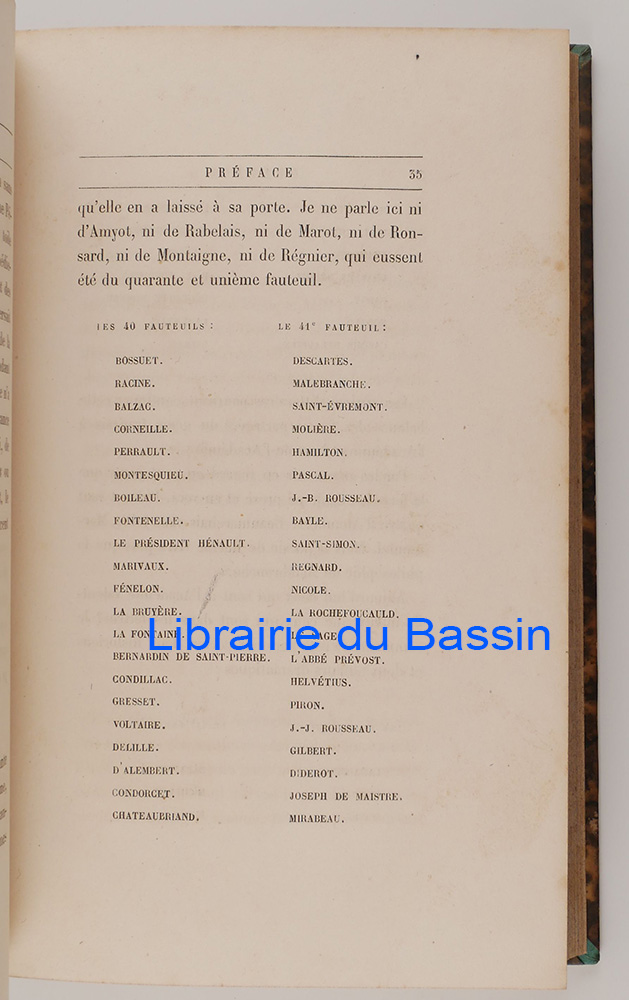 PRÉFACE 35
qu'elle en a laissé à sa porte. Je ne parle ici ni
d'Amyot, ni de Rabelais, ni de Marot, ni de Ron-
sard, ni de Montaigne, ni de Régnier, qui eussent
été du quarante et unième fauteuil.
LES 40 FAUTEUILS : LE 41e FAUTEUIL :
BOSSUET. DESCARTES.
RACINE. MALEBRANCHE.
BALZAC. SAINT-ÉVREMONT.
CORNEILLE. MOLIÈRE.
PERRAULT. HAMILTON.
MONTESQUIEU. PASCAL.
BOILEAU. J.-B. ROUSSEAU.
FONTENELLE. BAYLE.
LE PRÉSIDENT HÉNAULT. SAINT-SIMON.
MARIVAUX. REGNARD.
FÉNELON. NICOLE.
LA BRUYÈRE. LA ROCHEFOUCAULD.
LA FONTAINE.
Librairie du Bassin
BERNARDIN DE SAINT-PIERRE. L'ABBÉ PRÉVOST.
CONDILLAC. HELVÉTIUS.
GRESSET. PIRON.
VOLTAIRE. J.-J. ROUSSEAU.
DELILLE. GILBERT.
D'ALEMBERT. DIDEROT.
CONDORCET. JOSEPH DE MAISTRE.
CHATEAUBRIAND. MIRABEAU.